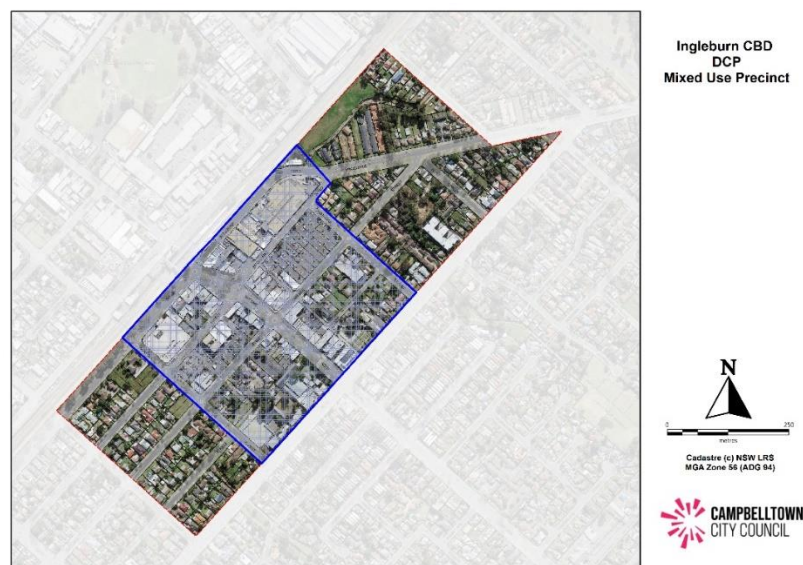 Ingleburn CBD
DCP
Mixed Use Precinct
N
0 250
metres
Cadastre (c) NSW LRS
MGA Zone 56 (ADG 94)
CAMPBELLTOWN
CITY COUNCIL